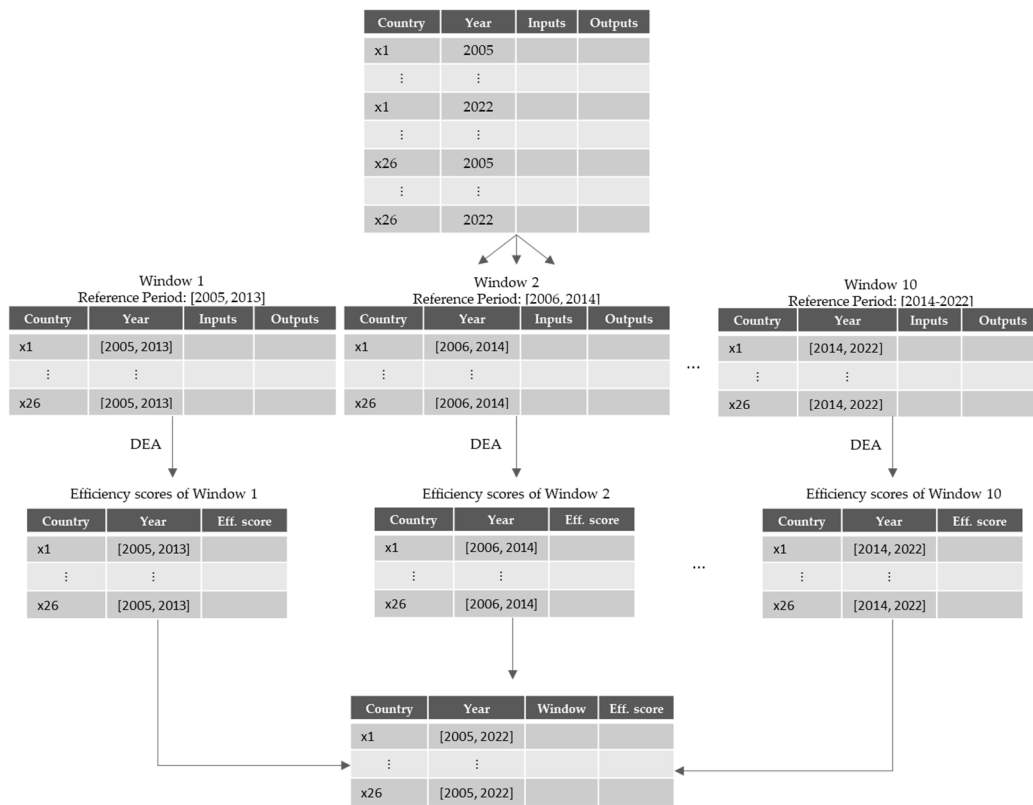 Country Year Inputs Outputs
x1 2005
⋮ ⋮
x1 2022
⋮ ⋮
x26 2005
⋮ ⋮
x26 2022
Window 1
Reference Period: [2005, 2013]
Country Year Inputs Outputs
x1 [2005, 2013]
⋮ ⋮
x26 [2005, 2013]
Window 2
Reference Period: [2006, 2014]
Country Year Inputs Outputs
x1 [2006, 2014]
⋮ ⋮
x26 [2006, 2014]
...
Window 10
Reference Period: [2014-2022]
Country Year Inputs Outputs
x1 [2014, 2022]
⋮ ⋮
x26 [2014, 2022]
DEA
DEA
DEA
Efficiency scores of Window 1
Country Year Eff. score
x1 [2005, 2013]
⋮ ⋮
x26 [2005, 2013]
Efficiency scores of Window 2
Country Year Eff. score
x1 [2006, 2014]
⋮ ⋮
x26 [2006, 2014]
...
Efficiency scores of Window 10
Country Year Eff. score
x1 [2014, 2022]
⋮ ⋮
x26 [2014, 2022]
Country Year Window Eff. score
x1 [2005, 2022]
⋮ ⋮
x26 [2005, 2022]